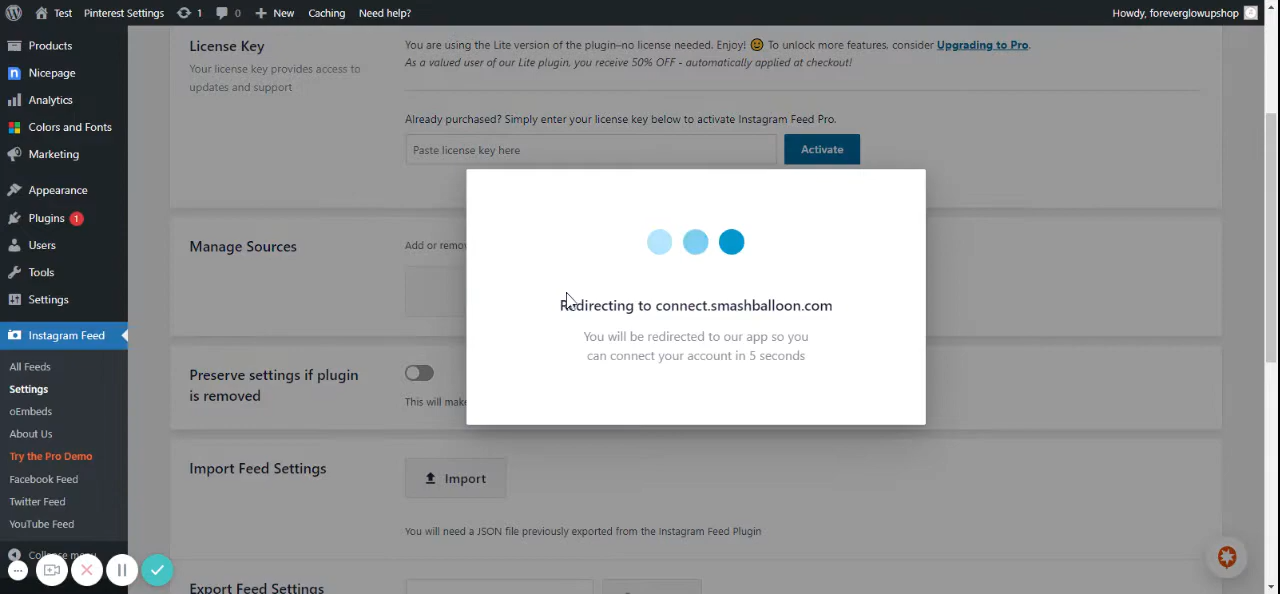 Test
Pinterest Settings
1
0
New
Caching
Need help?
Howdy, foreverglowupshop
Products
Nicepage
Analytics
Colors and Fonts
Marketing
Appearance
Plugins 1
Users
Tools
Settings
Instagram Feed
All Feeds
Settings
oEmbeds
About Us
Try the Pro Demo
Facebook Feed
Twitter Feed
YouTube Feed
Collapse menu
License Key
Your license key provides access to
updates and support
You are using the Lite version of the plugin–no license needed. Enjoy! 🙂 To unlock more features, consider Upgrading to Pro.
As a valued user of our Lite plugin, you receive 50% OFF - automatically applied at checkout!
Already purchased? Simply enter your license key below to activate Instagram Feed Pro.
Paste license key here
Activate
Manage Sources
Add or remov
Redirecting to connect.smashballoon.com
You will be redirected to our app so you
can connect your account in 5 seconds
Preserve settings if plugin
is removed
This will make
Import Feed Settings
Import
You will need a JSON file previously exported from the Instagram Feed Plugin
Export Feed Settings